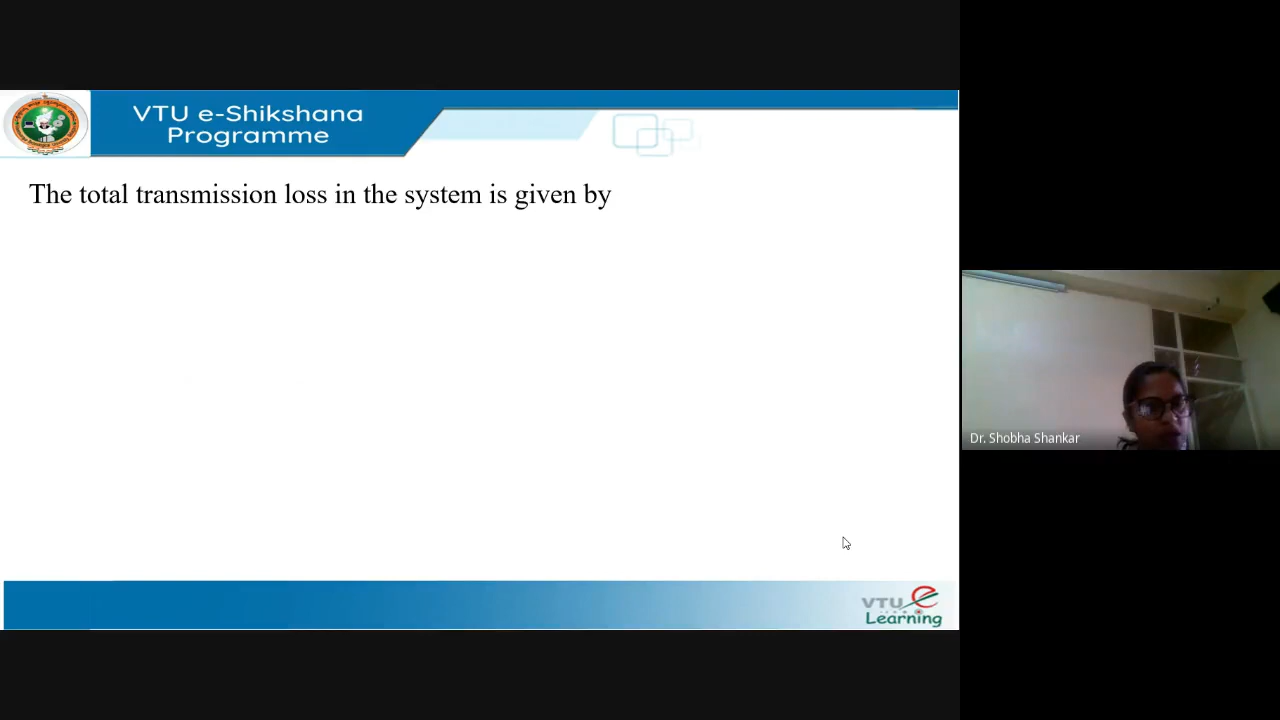 VTU e-Shikshana
Programme
The total transmission loss in the system is given by
Dr. Shobha Shankar
VTU e
Learning